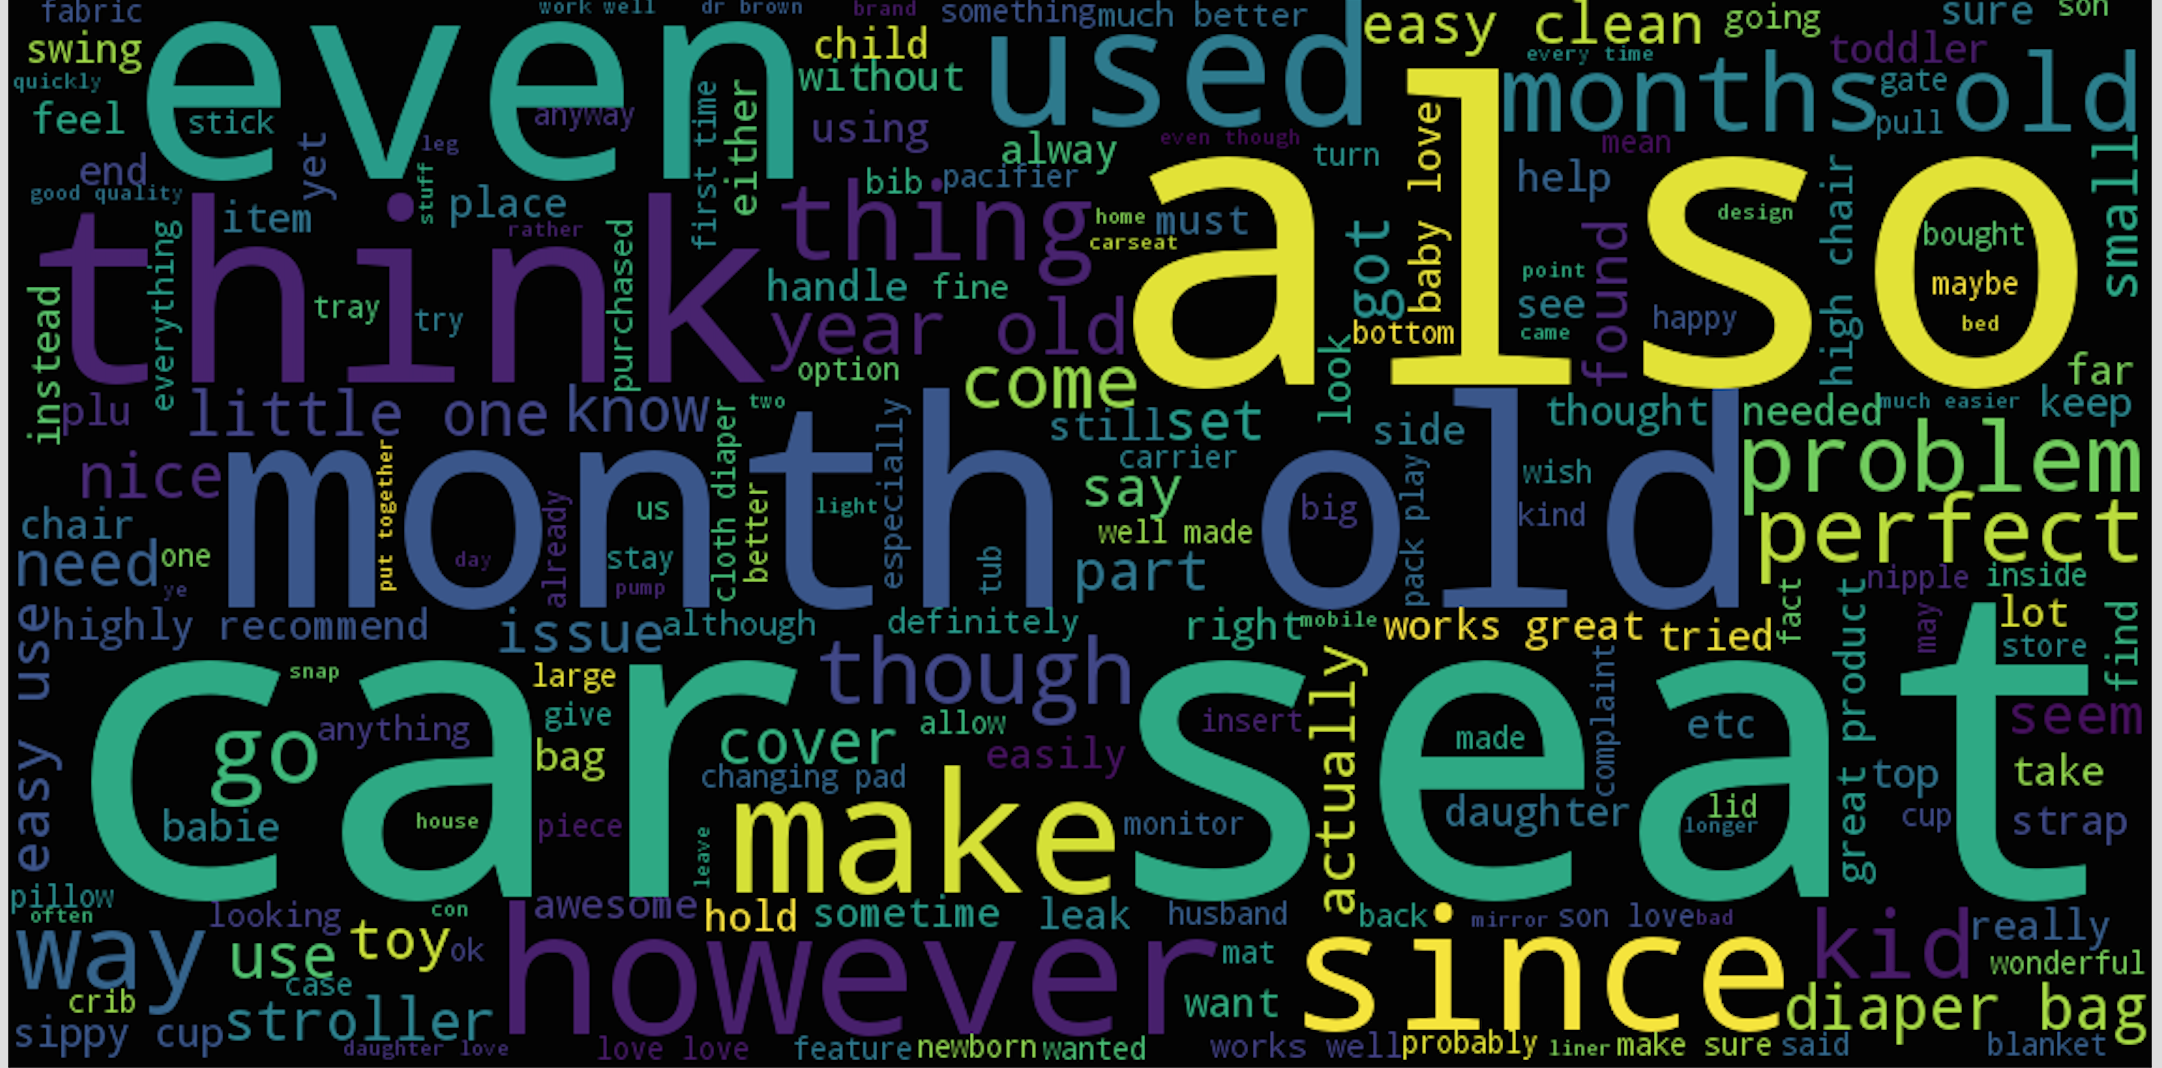 fabric
work well
dr brown
brand
something
much better
easy clean
going
sure
son
swing
even
child
used
every time
toddler
quickly
without
months old
gate
feel
stick
anyway
first time
either
using
pull
yet
leg
alway
even though
turn
baby love
mean
small
end
stuff
bib
pacifier
also
help
high chair
good quality
item
place
rather
thing
home
must
got
design
bought
everything
think
purchased
carseat
found
instead
tray
try
handle
fine
point
see
happy
maybe
year old
bottom
came
bed
option
come
look
far
plu
little one
know
two
still
set
side
thought
needed
much easier
keep
nice
put together
cloth diaper
especially
carrier
wish
problem
month old
already
us
better
light
say
big
pack play
kind
chair
well made
perfect
need
one
day
stay
tub
part
nipple
inside
ye
pump
fact
easy use
highly recommend
issue
although
definitely
right
mobile
works great
tried
great product
may
lot
store
find
snap
large
though
actually
complaint
car seat
go
anything
give
allow
insert
etc
seem
bag
cover
easily
made
changing pad
top
take
babie
house
piece
leave
make
monitor
daughter
lid
longer
cup
strap
pillow
often
looking
con
awesome
hold
sometime
leak
husband
back
mirror
son love
bad
kid
really
way
use
toy
ok
however
mat
since
wonderful
crib
case
want
diaper bag
sippy cup
stroller
daughter love
love love
feature
newborn
wanted
works well
probably
liner
make sure
said
blanket